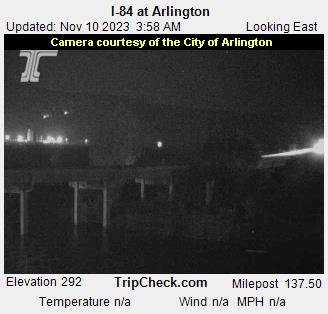 I-84 at Arlington
Updated: Nov 10 2023 3:58 AM Looking East
Camera courtesy of the City of Arlington
Elevation 292 TripCheck.com Milepost 137.50
Temperature n/a Wind n/a MPH n/a